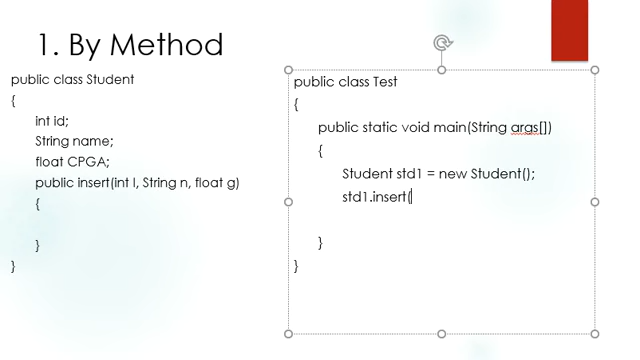 1. By Method
public class Student
{
int id;
String name;
float CPGA;
public insert(int I, String n, float g)
{
}
}
public class Test
{
public static void main(String args[])
{
Student std1 = new Student();
std1.insert(
}
}